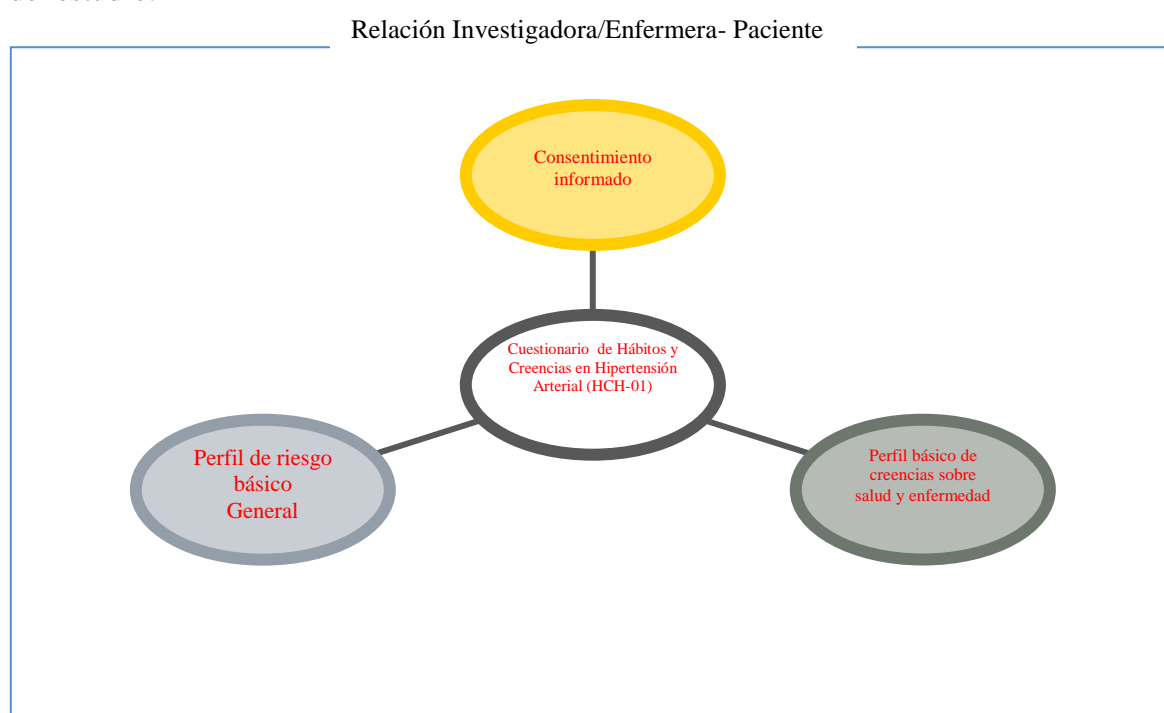 Relación Investigadora/Enfermera- Paciente
Consentimiento
informado
Cuestionario de Hábitos y
Creencias en Hipertensión
Arterial (HCH-01)
Perfil de riesgo
básico
General
Perfil básico de
creencias sobre
salud y enfermedad